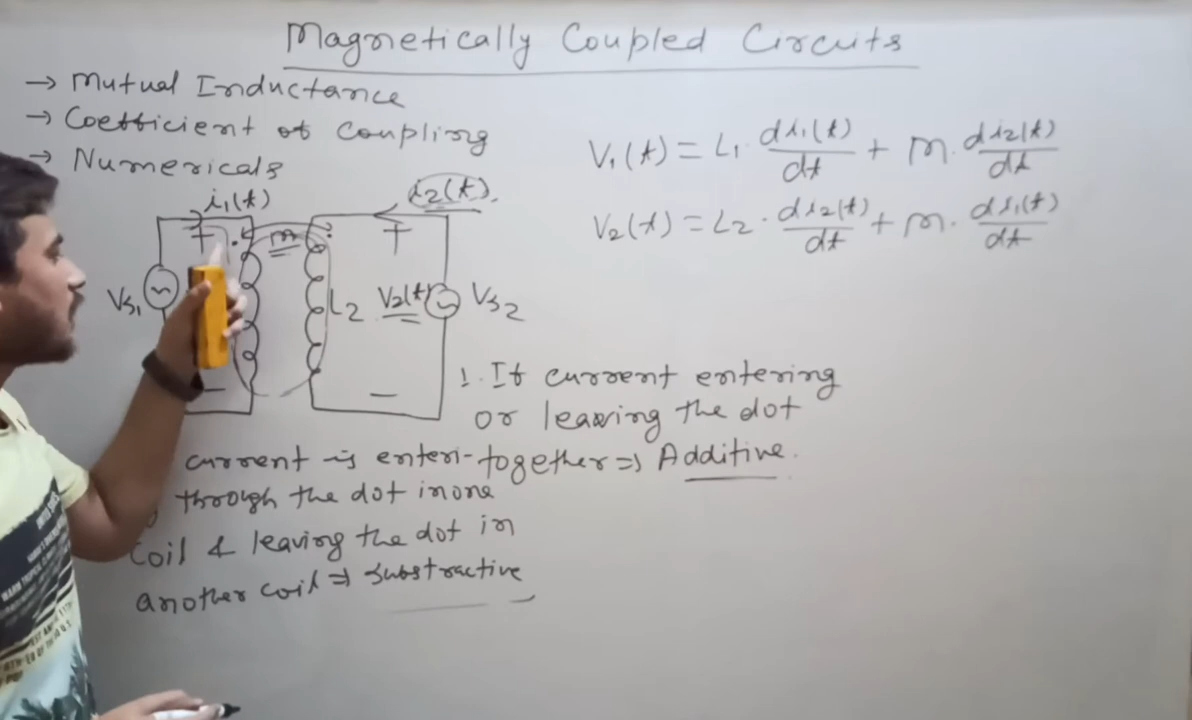 Magnetically Coupled Circuits
→ Mutual Inductance
→ Coefficient of Coupling
→ Numericals
V₁(t) = L₁ · di₁(t)/dt + m · di₂(t)/dt
V₂(t) = L₂ · di₂(t)/dt + m · di₁(t)/dt
i₁(t)
i₂(t)
+ m +
Vs₁
L₂ V₂(t) Vs₂
− −
1. If current entering
or leaving the dot
together ⇒ Additive.
current is enteri-
g through the dot in one
coil & leaving the dot in
another coil ⇒ substractive